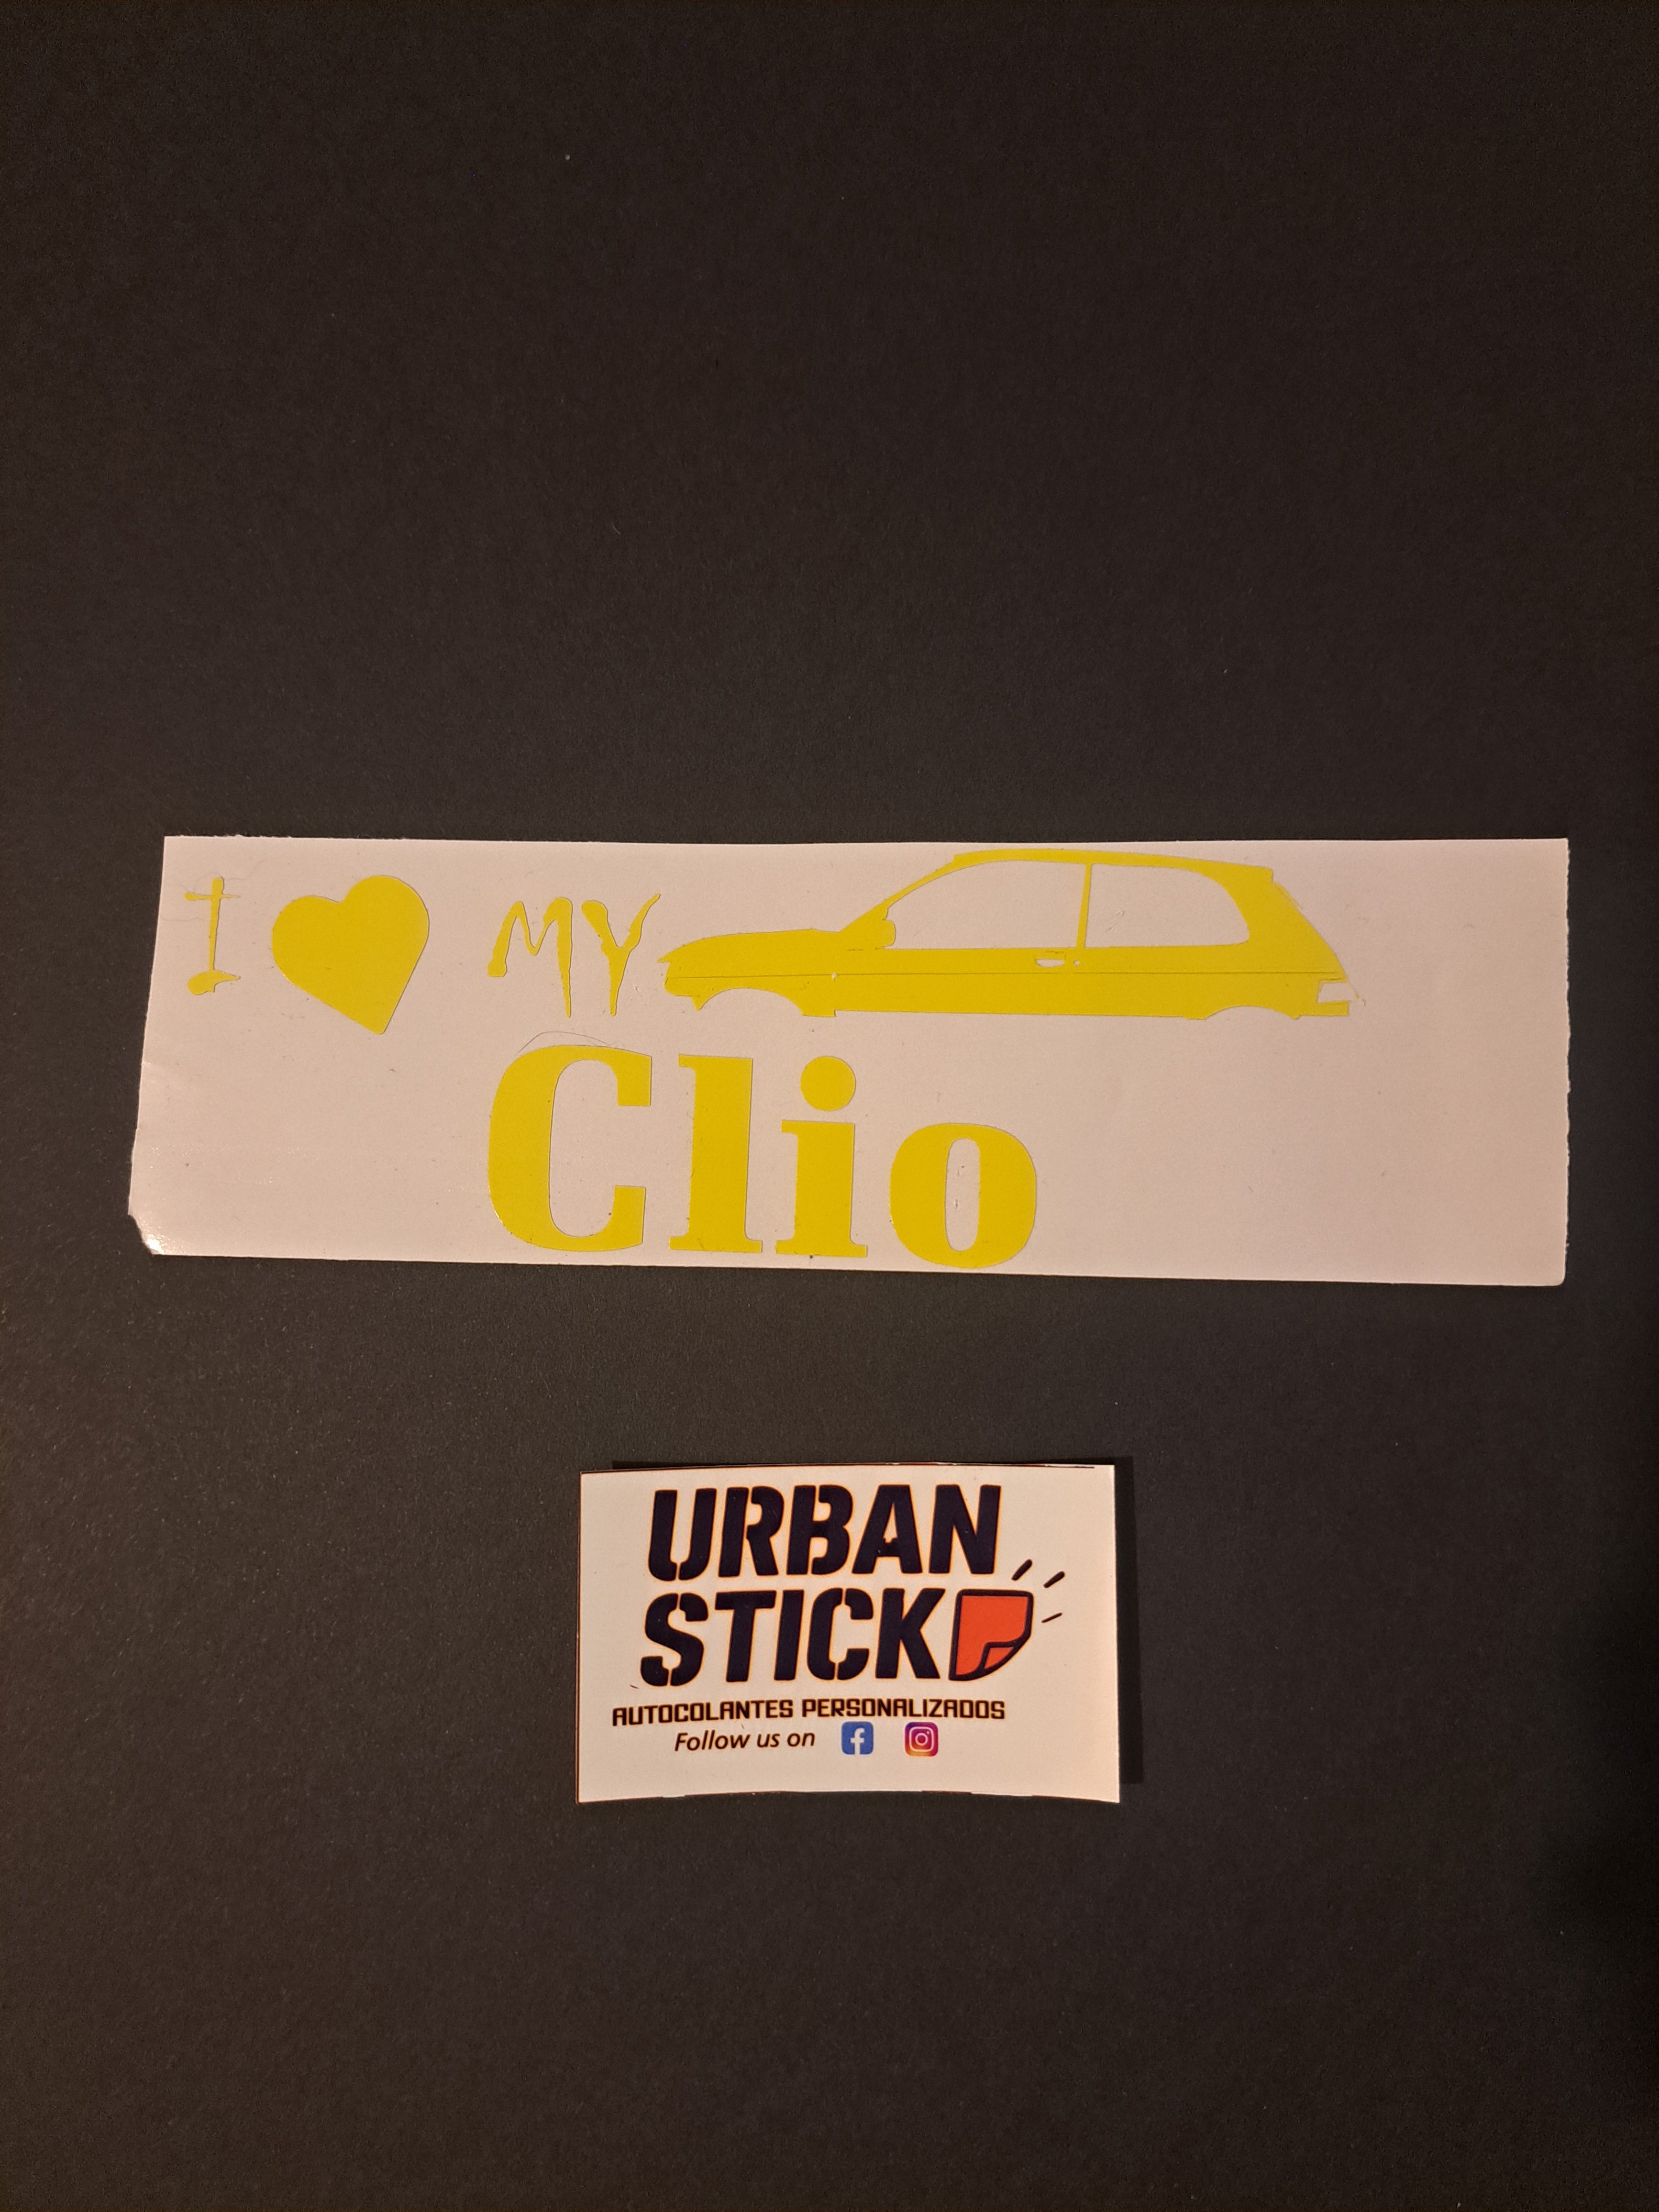 I MY
Clio
URBAN
STICK
AUTOCOLANTES PERSONALIZADOS
Follow us on